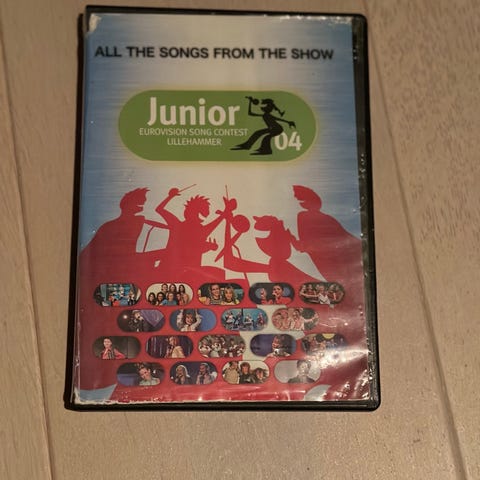 ALL THE SONGS FROM THE SHOW
Junior
EUROVISION SONG CONTEST
LILLEHAMMER
04